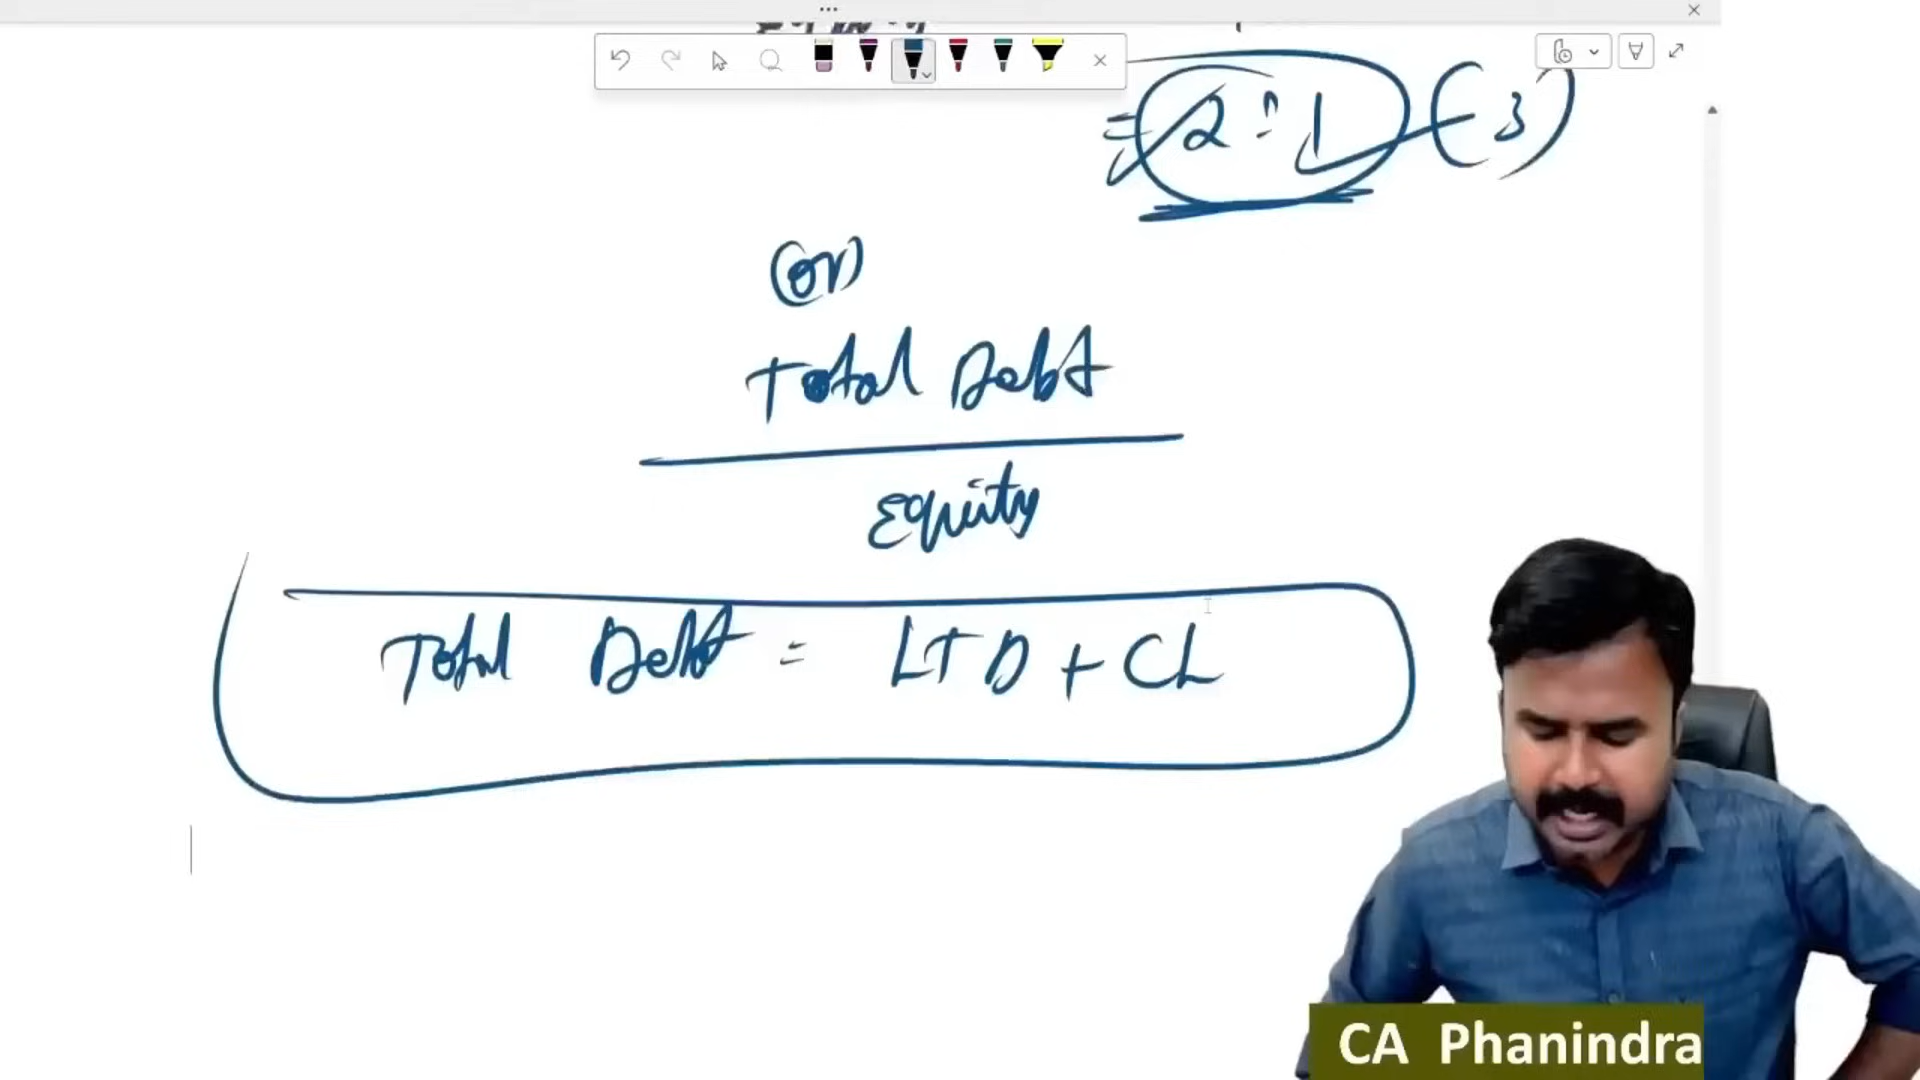 = 2 : 1 (3)
(or)
Total Debt
Equity
Total Debt = LTD + CL
CA Phanindra